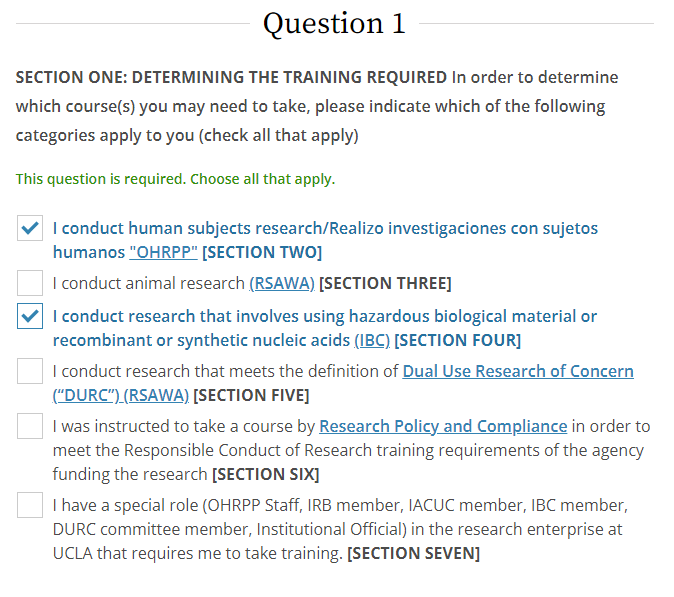 Question 1
SECTION ONE: DETERMINING THE TRAINING REQUIRED In order to determine
which course(s) you may need to take, please indicate which of the following
categories apply to you (check all that apply)
This question is required. Choose all that apply.
I conduct human subjects research/Realizo investigaciones con sujetos
humanos "OHRPP" [SECTION TWO]
I conduct animal research (RSAWA) [SECTION THREE]
I conduct research that involves using hazardous biological material or
recombinant or synthetic nucleic acids (IBC) [SECTION FOUR]
I conduct research that meets the definition of Dual Use Research of Concern
(“DURC”) (RSAWA) [SECTION FIVE]
I was instructed to take a course by Research Policy and Compliance in order to
meet the Responsible Conduct of Research training requirements of the agency
funding the research [SECTION SIX]
I have a special role (OHRPP Staff, IRB member, IACUC member, IBC member,
DURC committee member, Institutional Official) in the research enterprise at
UCLA that requires me to take training. [SECTION SEVEN]